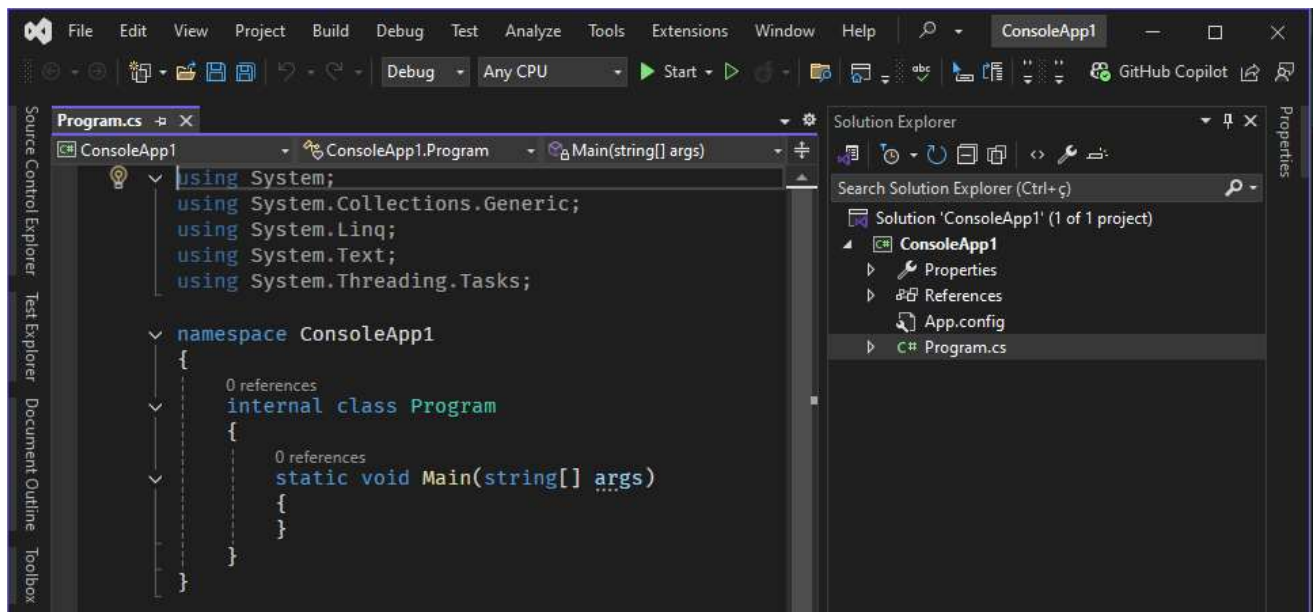 File Edit View Project Build Debug Test Analyze Tools Extensions Window Help ConsoleApp1
Debug Any CPU Start abc GitHub Copilot
Source Control Explorer
Test Explorer
Document Outline
Toolbox
Program.cs
C# ConsoleApp1 ConsoleApp1.Program Main(string[] args)
using System;
using System.Collections.Generic;
using System.Linq;
using System.Text;
using System.Threading.Tasks;
namespace ConsoleApp1
{
0 references
internal class Program
{
0 references
static void Main(string[] args)
{
}
}
}
Solution Explorer
Search Solution Explorer (Ctrl+ç)
Solution 'ConsoleApp1' (1 of 1 project)
C# ConsoleApp1
Properties
References
App.config
C# Program.cs
Properties